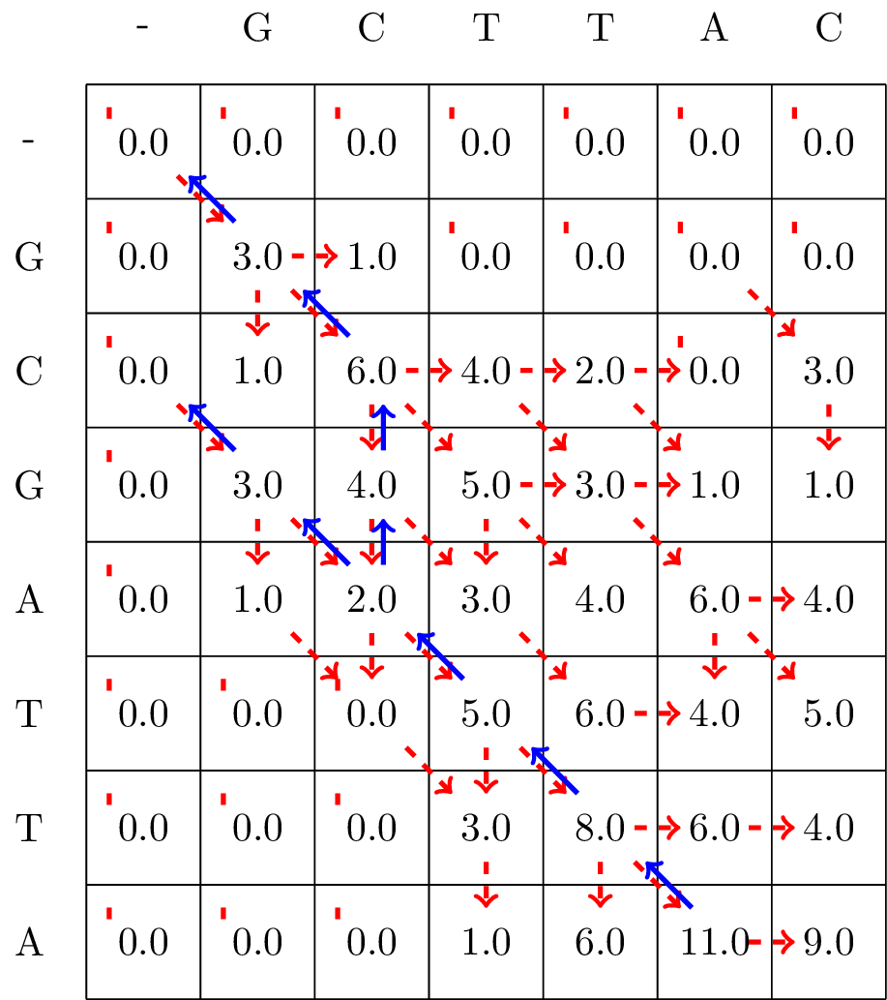 - G C T T A C
- 0.0 0.0 0.0 0.0 0.0 0.0 0.0
G 0.0 3.0 1.0 0.0 0.0 0.0 0.0
C 0.0 1.0 6.0 4.0 2.0 0.0 3.0
G 0.0 3.0 4.0 5.0 3.0 1.0 1.0
A 0.0 1.0 2.0 3.0 4.0 6.0 4.0
T 0.0 0.0 0.0 5.0 6.0 4.0 5.0
T 0.0 0.0 0.0 3.0 8.0 6.0 4.0
A 0.0 0.0 0.0 1.0 6.0 11.0 9.0